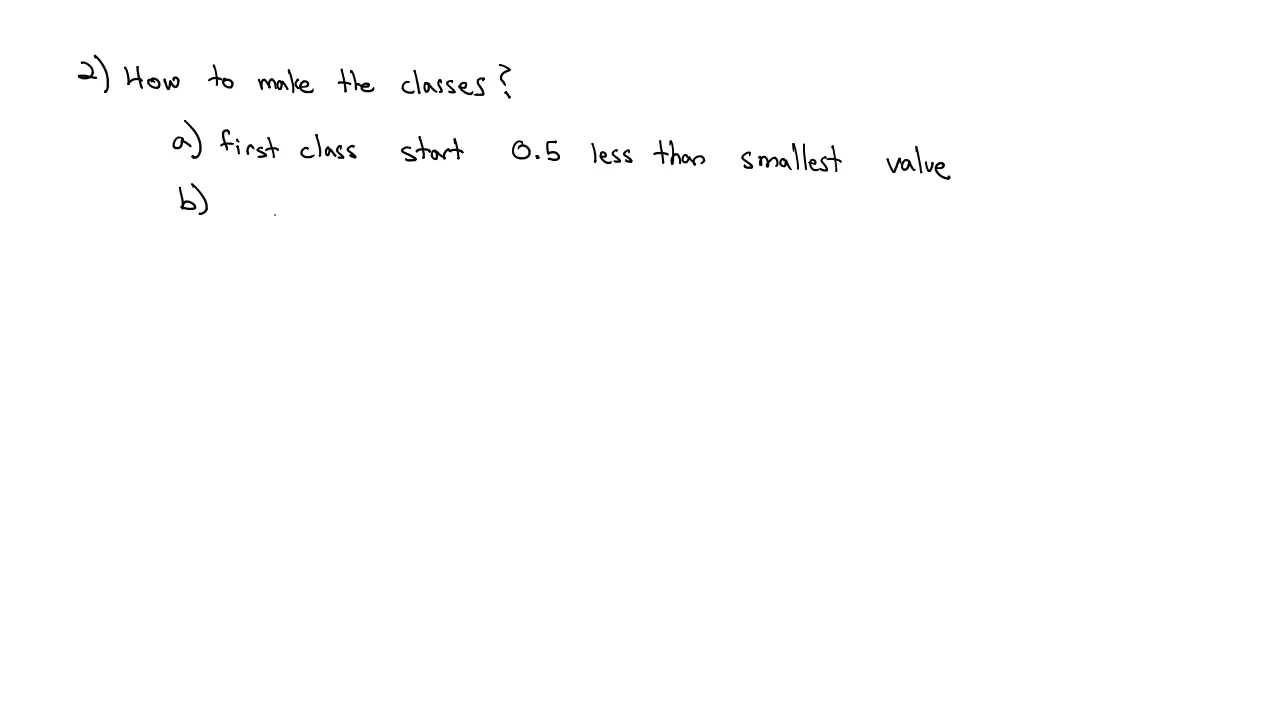 2) How to make the classes?
a) first class start 0.5 less than smallest value
b)